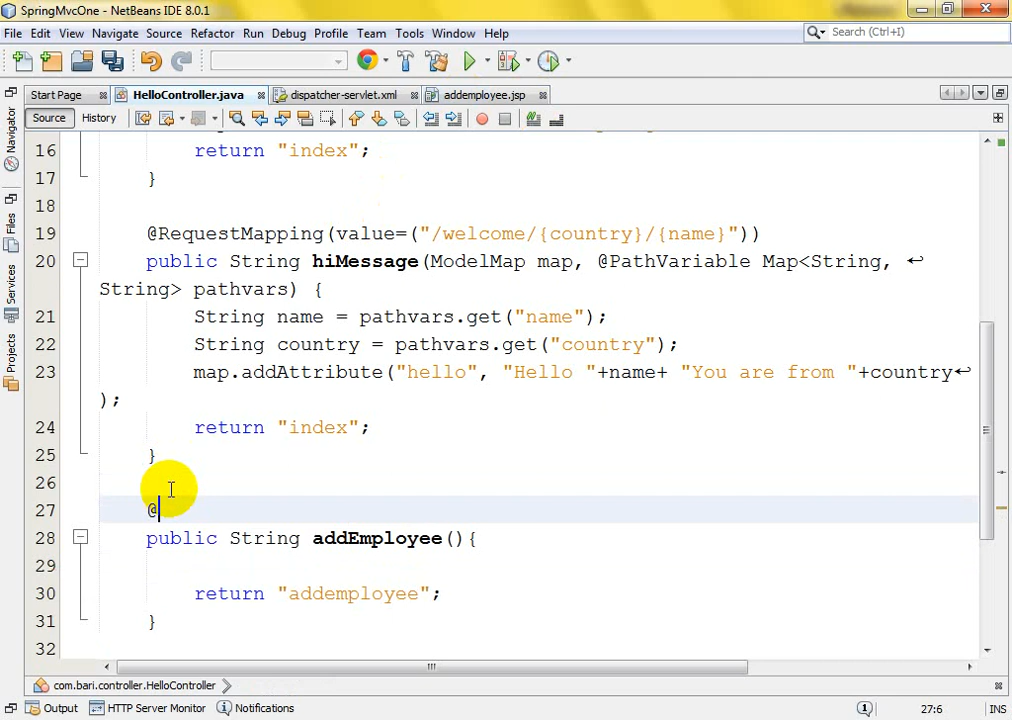 SpringMvcOne - NetBeans IDE 8.0.1
File Edit View Navigate Source Refactor Run Debug Profile Team Tools Window Help
Search (Ctrl+I)
Start Page HelloController.java dispatcher-servlet.xml addemployee.jsp
Source History
Navigator
Files
Services
Projects
16 return "index";
17 }
18
19 @RequestMapping(value=("/welcome/{country}/{name}"))
20 public String hiMessage(ModelMap map, @PathVariable Map<String, ↩
String> pathvars) {
21 String name = pathvars.get("name");
22 String country = pathvars.get("country");
23 map.addAttribute("hello", "Hello "+name+ "You are from "+country↩
);
24 return "index";
25 }
26
27 @
28 public String addEmployee(){
29
30 return "addemployee";
31 }
32
com.bari.controller.HelloController
Output HTTP Server Monitor Notifications 27:6 INS